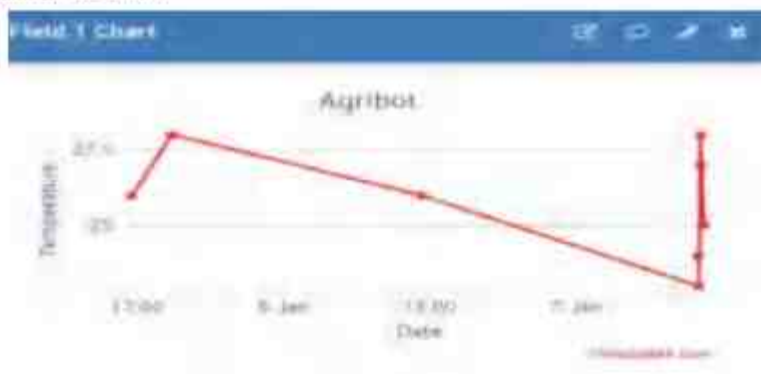 Field 1 Chart
Agribot
Temperature
27.5
25
12:00
6. Jan
12:00
7. Jan
Date
ThingSpeak.com